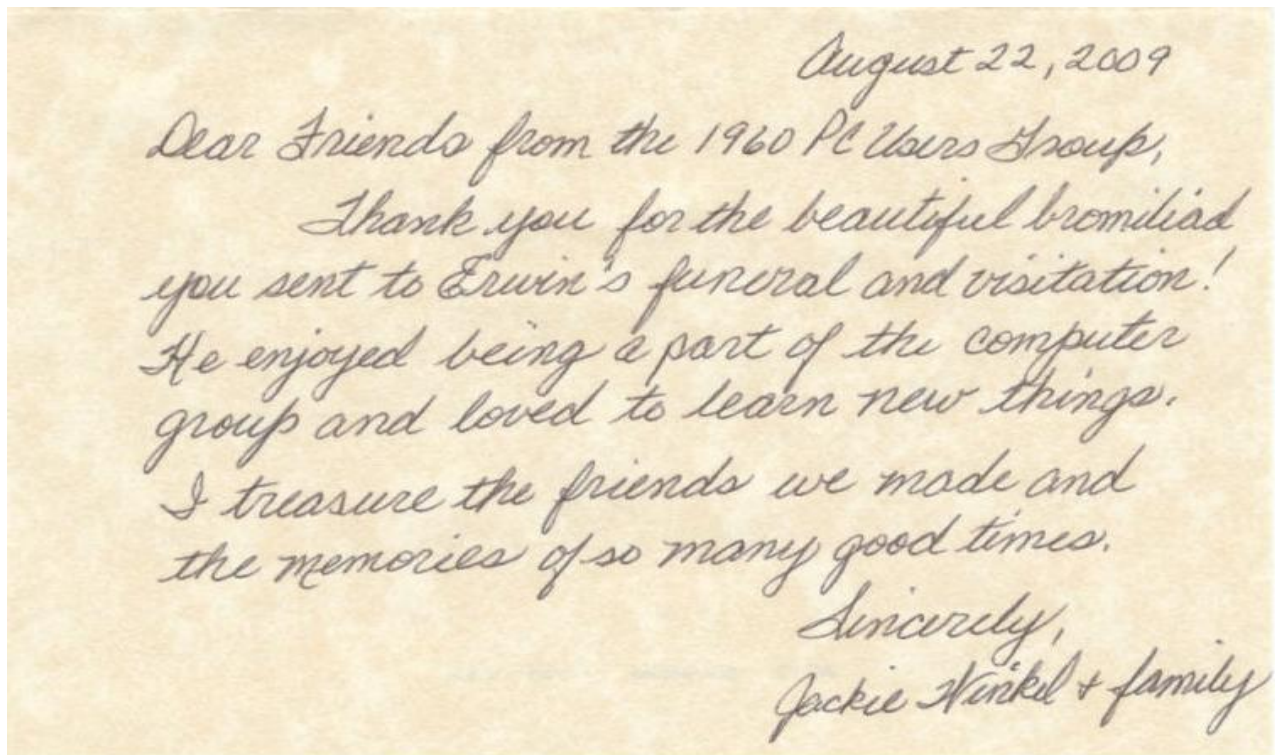 August 22, 2009
Dear Friends from the 1960 PC Users Group,
Thank you for the beautiful bromiliad
you sent to Erwin's funeral and visitation!
He enjoyed being a part of the computer
group and loved to learn new things.
I treasure the friends we made and
the memories of so many good times.
Sincerely,
Jackie Winkel & family